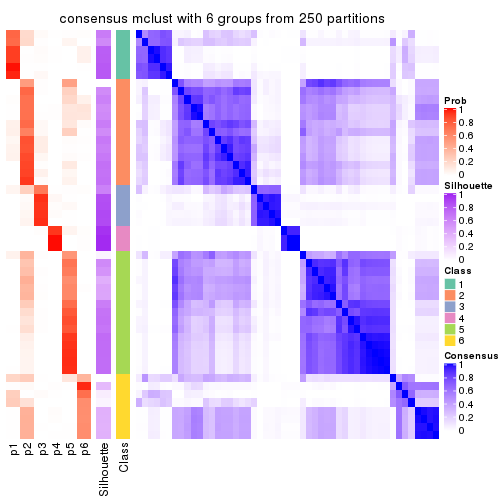 consensus mclust with 6 groups from 250 partitions
Prob
1
0.8
0.6
0.4
0.2
0
Silhouette
1
0.8
0.6
0.4
0.2
0
Class
1
2
3
4
5
6
Consensus
1
0.8
0.6
0.4
0.2
0
p1
p2
p3
p4
p5
p6
Silhouette
Class